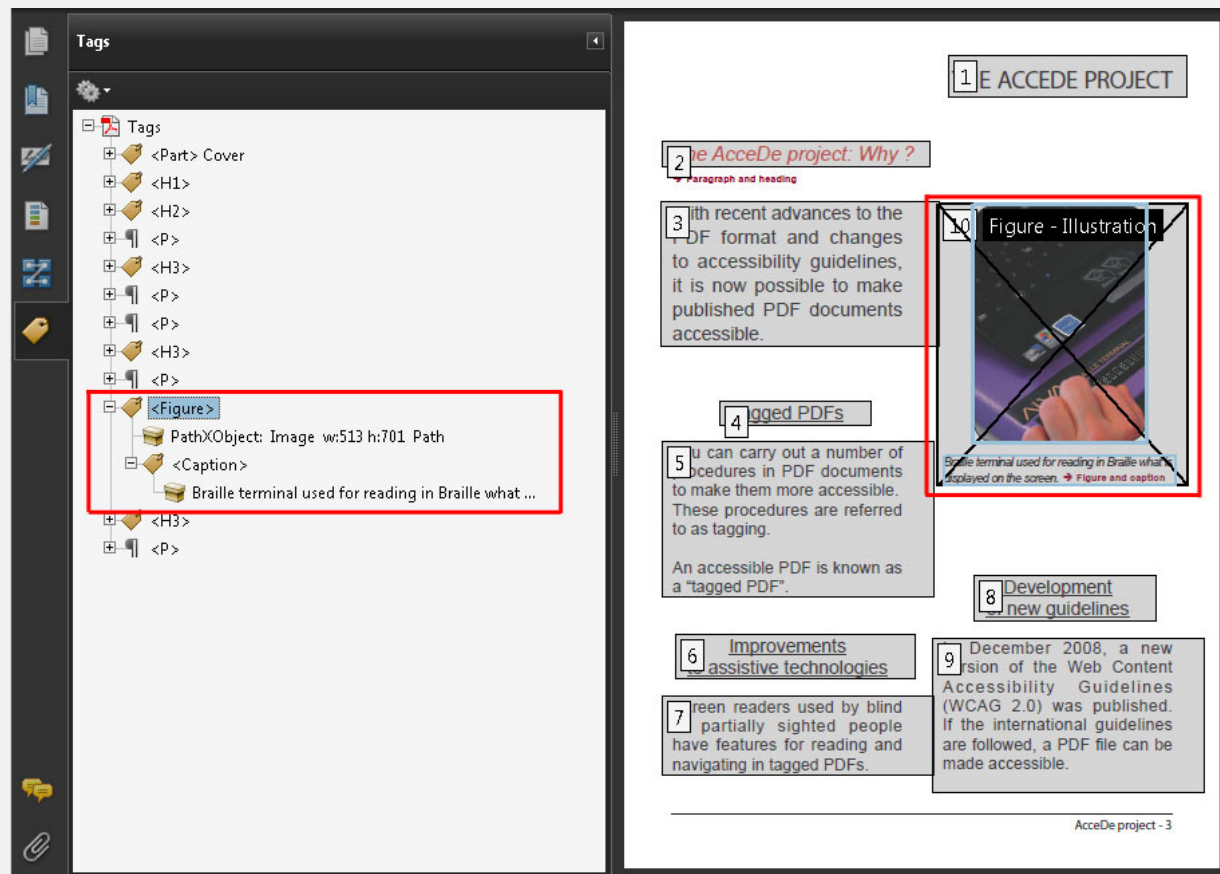 Tags
Tags
<Part> Cover
<H1>
<H2>
<P>
<H3>
<P>
<P>
<H3>
<P>
<Figure>
PathXObject: Image w:513 h:701 Path
<Caption>
Braille terminal used for reading in Braille what ...
<H3>
<P>
1 E ACCEDE PROJECT
2 he AcceDe project: Why ?
➔ Paragraph and heading
3 ith recent advances to the
PDF format and changes
to accessibility guidelines,
it is now possible to make
published PDF documents
accessible.
4 agged PDFs
5 ou can carry out a number of
procedures in PDF documents
to make them more accessible.
These procedures are referred
to as tagging.
An accessible PDF is known as
a “tagged PDF”.
6 Improvements
to assistive technologies
7 reen readers used by blind
partially sighted people
have features for reading and
navigating in tagged PDFs.
10 Figure - Illustration
Braille terminal used for reading in Braille what is
displayed on the screen. ➔ Figure and caption
8 Development
of new guidelines
9 December 2008, a new
version of the Web Content
Accessibility Guidelines
(WCAG 2.0) was published.
If the international guidelines
are followed, a PDF file can be
made accessible.
AcceDe project - 3